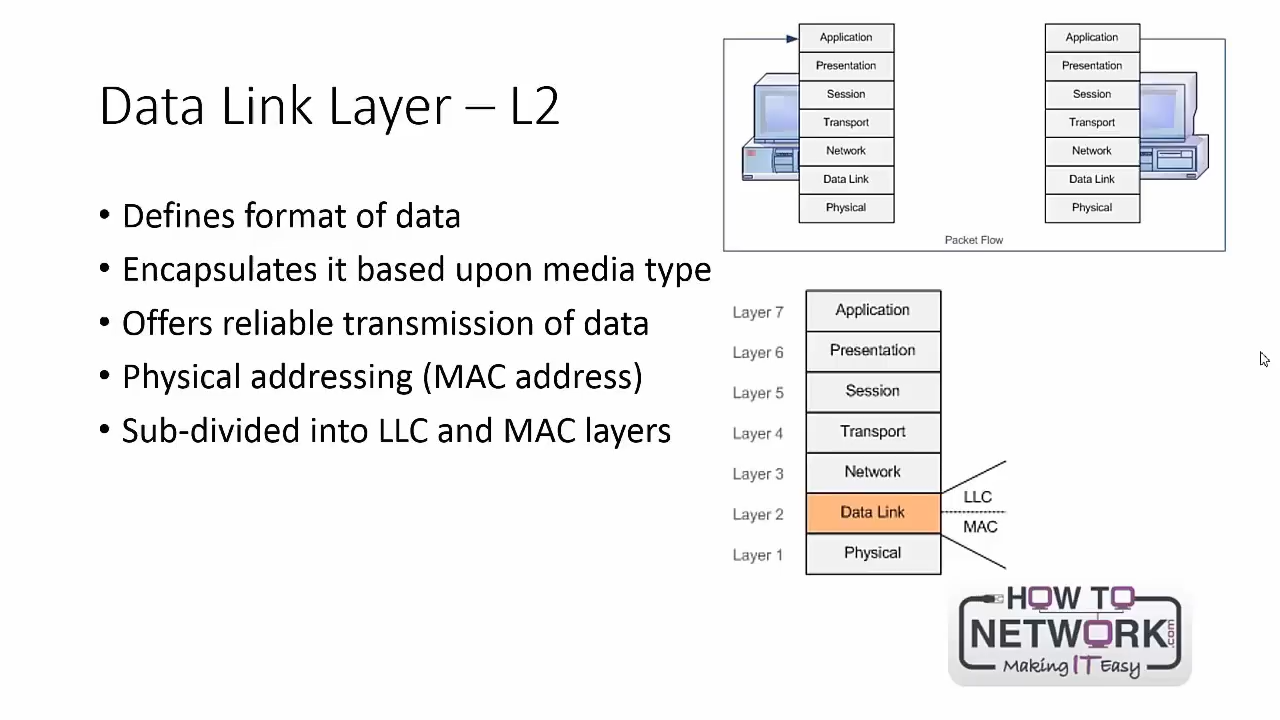 Data Link Layer – L2
• Defines format of data
• Encapsulates it based upon media type
• Offers reliable transmission of data
• Physical addressing (MAC address)
• Sub-divided into LLC and MAC layers
Application
Presentation
Session
Transport
Network
Data Link
Physical
Application
Presentation
Session
Transport
Network
Data Link
Physical
Packet Flow
Layer 7 Application
Layer 6 Presentation
Layer 5 Session
Layer 4 Transport
Layer 3 Network
Layer 2 Data Link
Layer 1 Physical
LLC
MAC
HOW TO
NETWORK.com
Making IT Easy